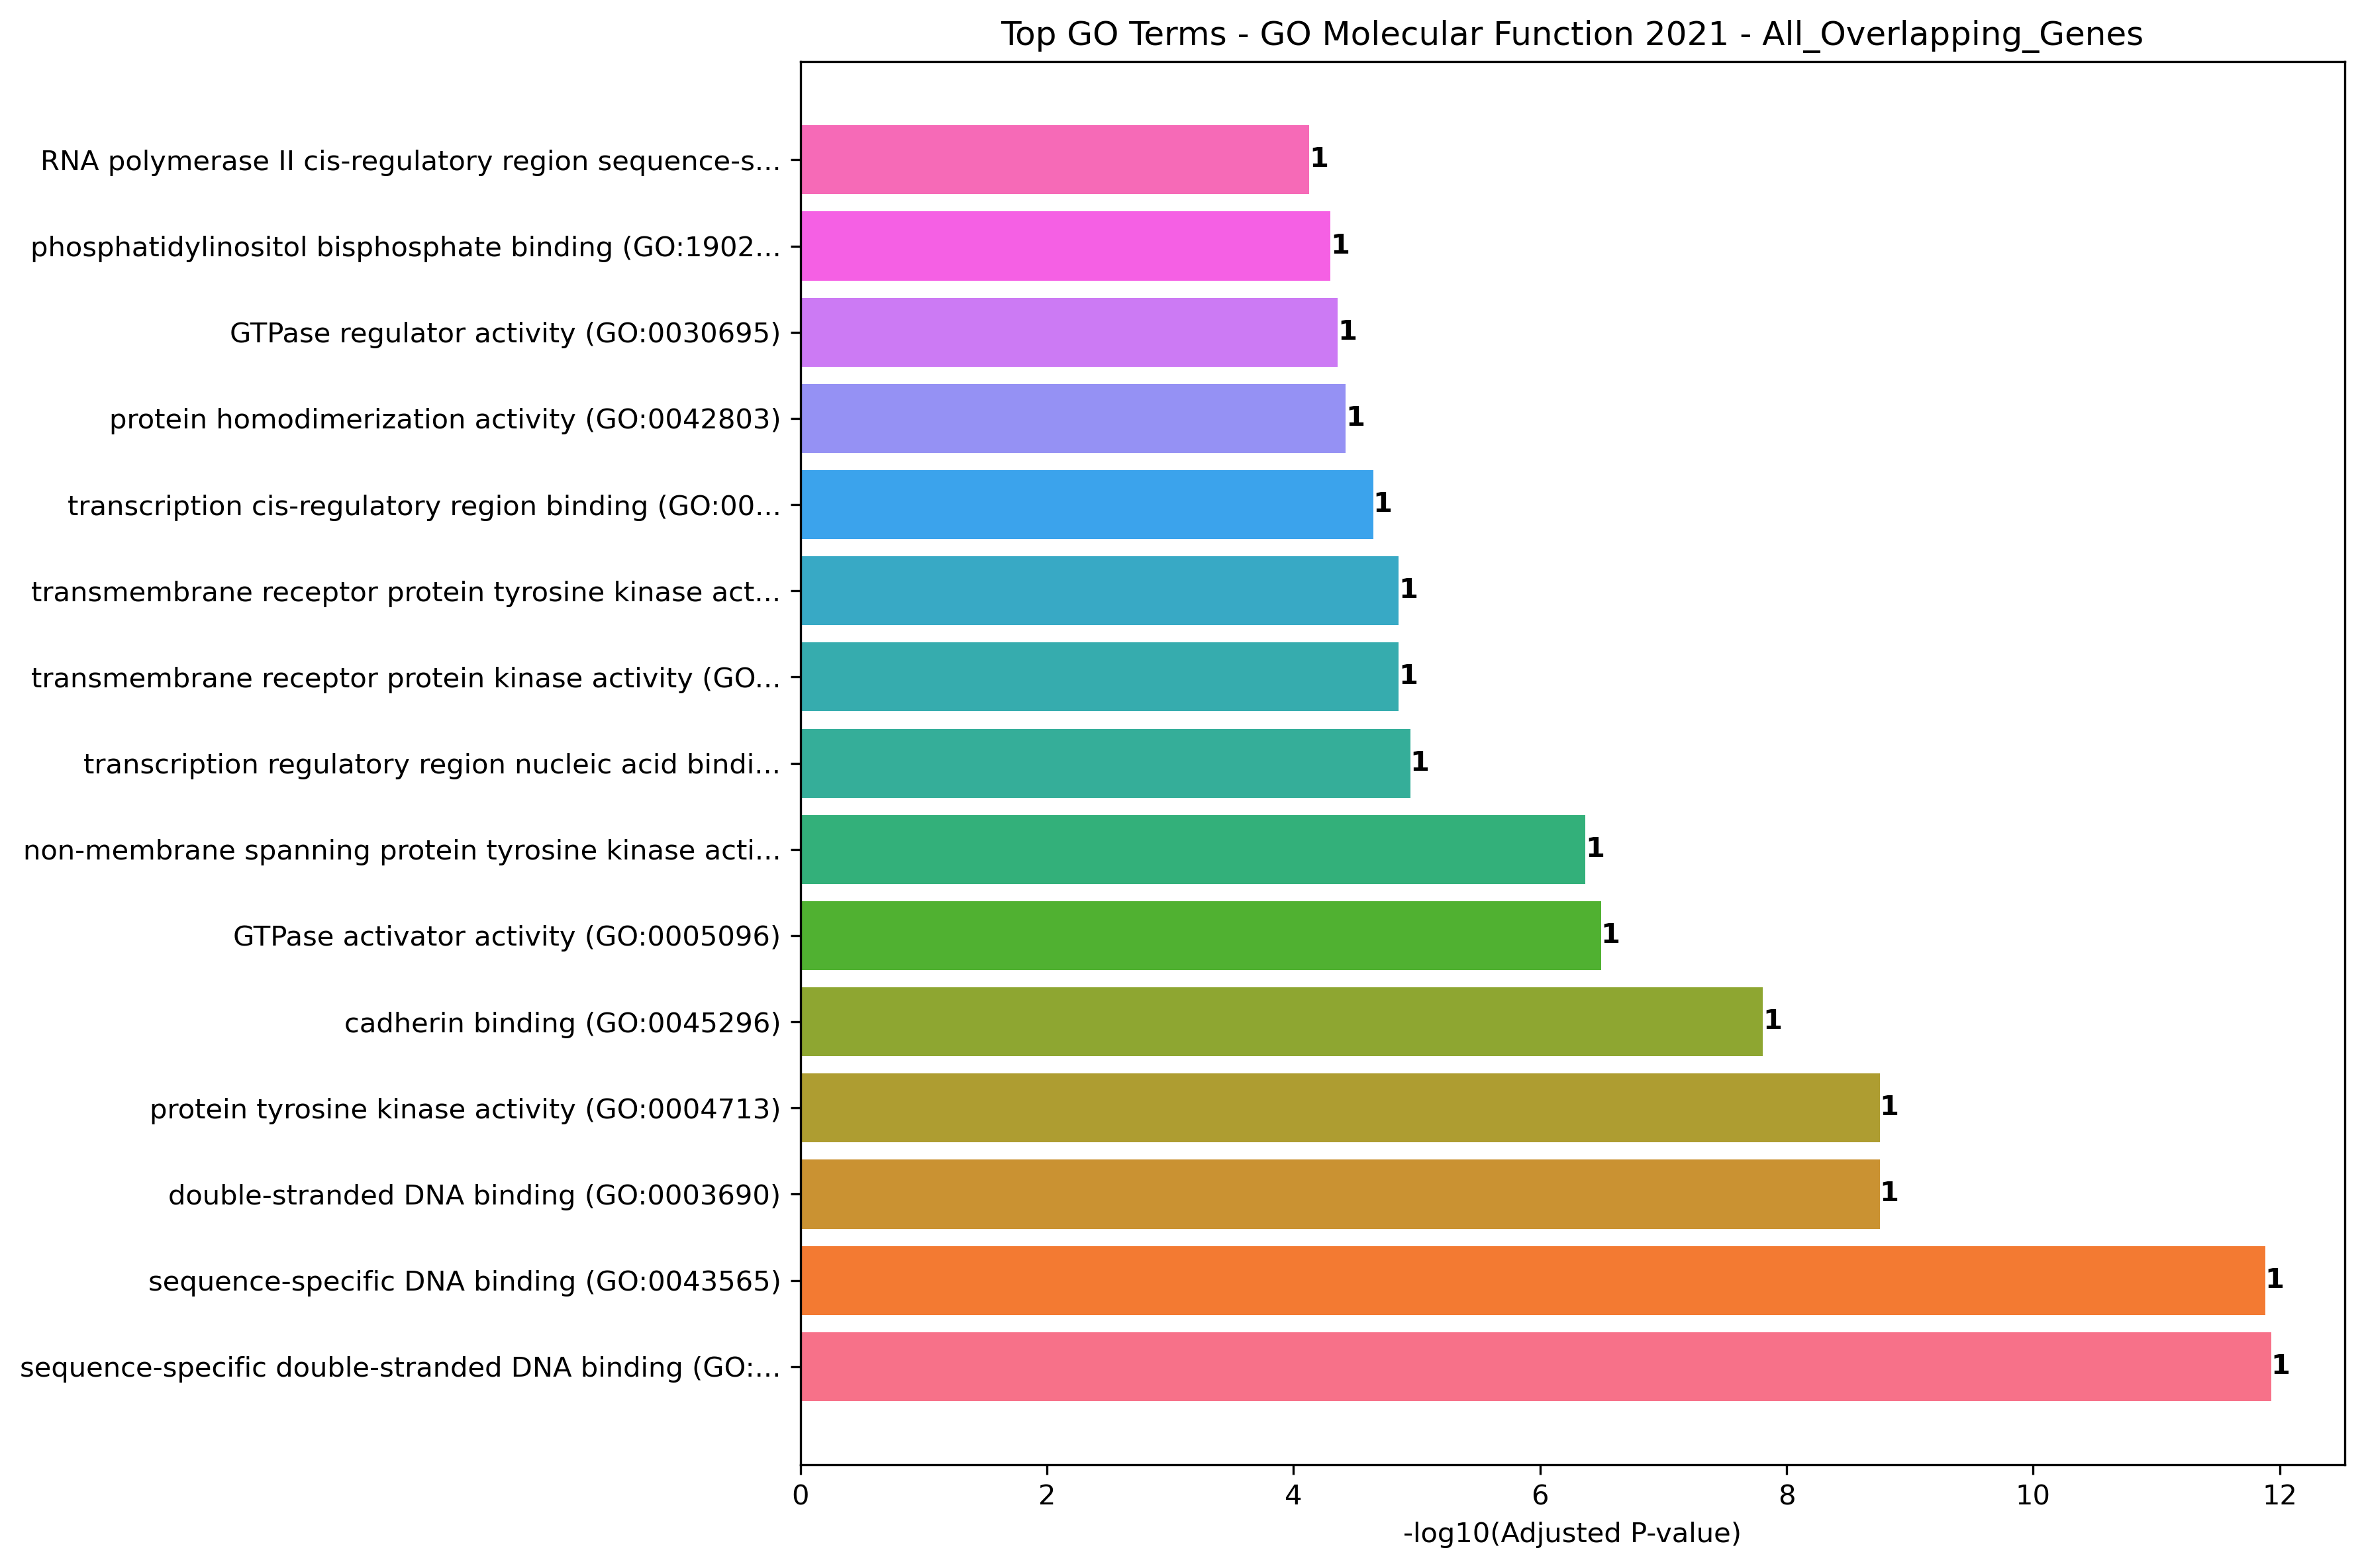 Top GO Terms - GO Molecular Function 2021 - All_Overlapping_Genes
RNA polymerase II cis-regulatory region sequence-s... 1
phosphatidylinositol bisphosphate binding (GO:1902... 1
GTPase regulator activity (GO:0030695) 1
protein homodimerization activity (GO:0042803) 1
transcription cis-regulatory region binding (GO:00... 1
transmembrane receptor protein tyrosine kinase act... 1
transmembrane receptor protein kinase activity (GO... 1
transcription regulatory region nucleic acid bindi... 1
non-membrane spanning protein tyrosine kinase acti... 1
GTPase activator activity (GO:0005096) 1
cadherin binding (GO:0045296) 1
protein tyrosine kinase activity (GO:0004713) 1
double-stranded DNA binding (GO:0003690) 1
sequence-specific DNA binding (GO:0043565) 1
sequence-specific double-stranded DNA binding (GO:... 1
0 2 4 6 8 10 12
-log10(Adjusted P-value)